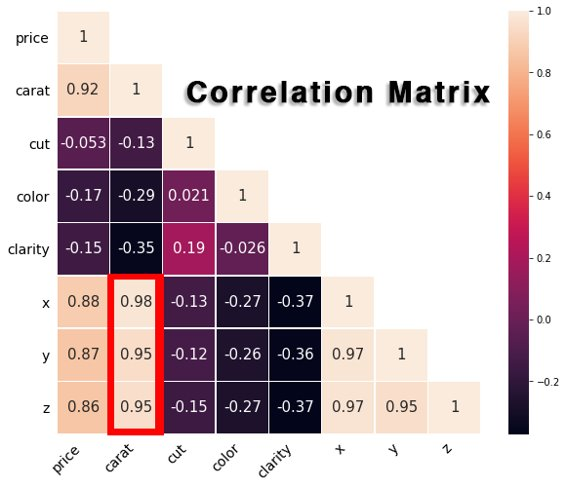 1.0
price 1
0.8
carat 0.92 1 Correlation Matrix
0.6
cut -0.053 -0.13 1
0.4
color -0.17 -0.29 0.021 1
0.2
clarity -0.15 -0.35 0.19 -0.026 1
x 0.88 0.98 -0.13 -0.27 -0.37 1
0.0
y 0.87 0.95 -0.12 -0.26 -0.36 0.97 1
-0.2
z 0.86 0.95 -0.15 -0.27 -0.37 0.97 0.95 1
price carat cut color clarity x y z